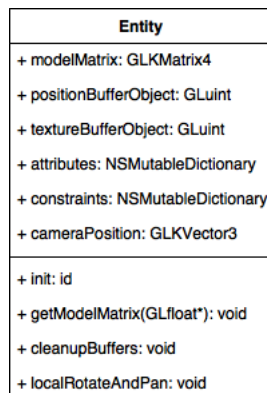 Entity
+ modelMatrix: GLKMatrix4
+ positionBufferObject: GLuint
+ textureBufferObject: GLuint
+ attributes: NSMutableDictionary
+ constraints: NSMutableDictionary
+ cameraPosition: GLKVector3
+ init: id
+ getModelMatrix(GLfloat*): void
+ cleanupBuffers: void
+ localRotateAndPan: void